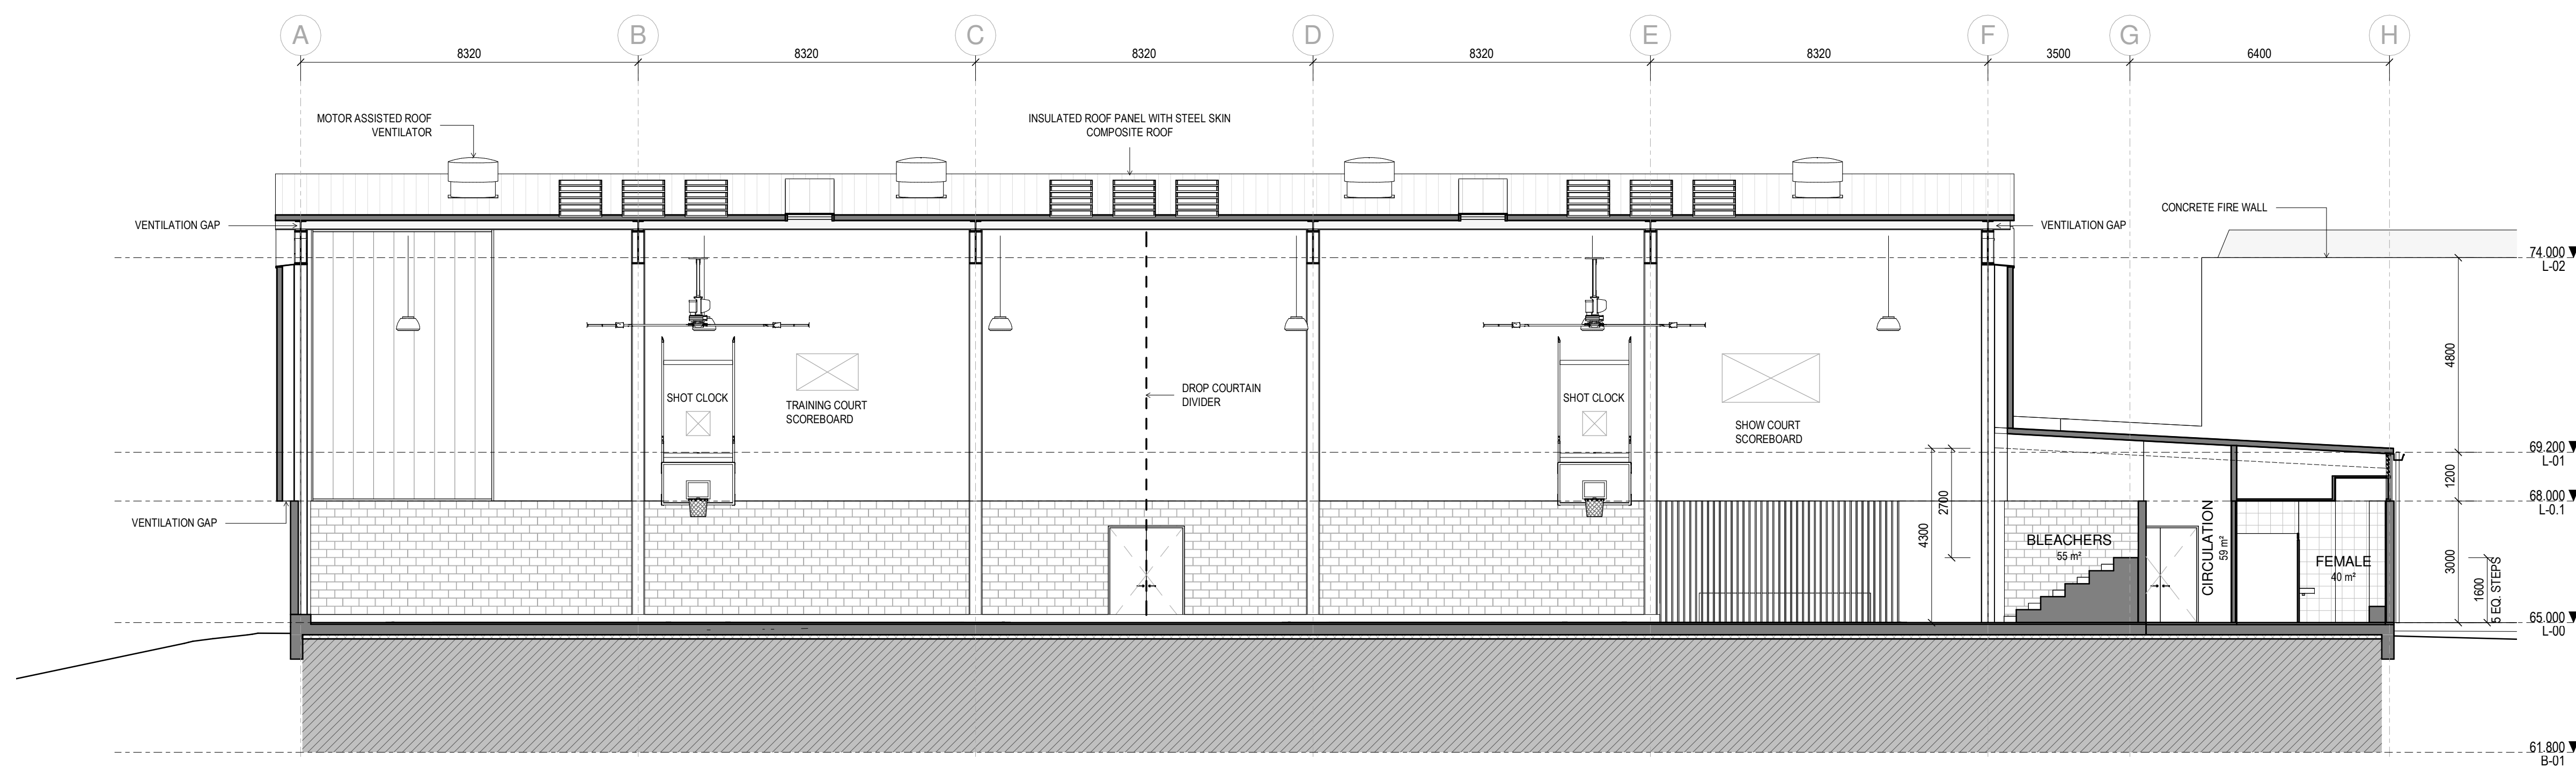 A
B
C
D
E
F
G
H
8320
8320
8320
8320
8320
3500
6400
MOTOR ASSISTED ROOF
VENTILATOR
INSULATED ROOF PANEL WITH STEEL SKIN
COMPOSITE ROOF
VENTILATION GAP
VENTILATION GAP
CONCRETE FIRE WALL
74.000
L-02
4800
SHOT CLOCK
TRAINING COURT
SCOREBOARD
DROP COURTAIN
DIVIDER
SHOT CLOCK
SHOW COURT
SCOREBOARD
69.200
L-01
1200
68.000
L-0.1
VENTILATION GAP
4300
2700
BLEACHERS
55 m²
CIRCULATION
59 m²
FEMALE
40 m²
3000
1600
5 EQ. STEPS
65.000
L-00
61.800
B-01